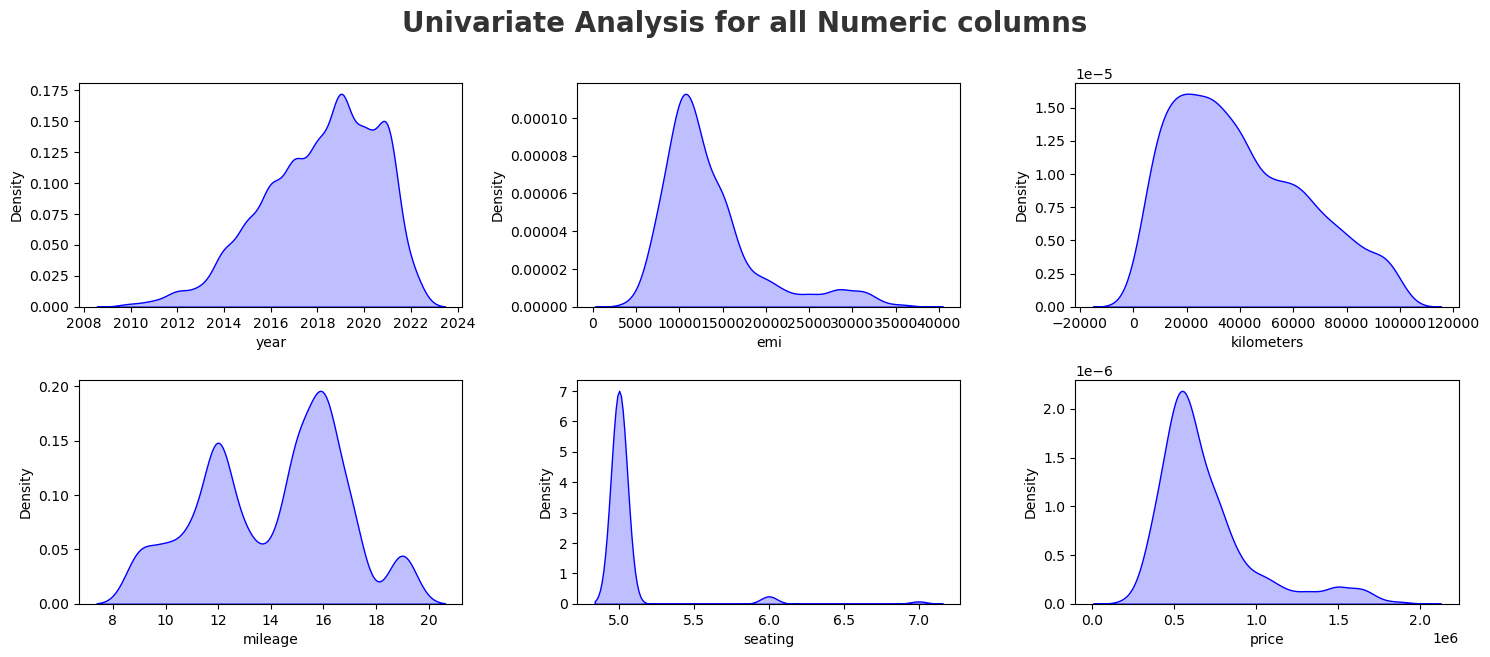 Univariate Analysis for all Numeric columns
0.175
0.150
0.125
0.100
0.075
0.050
0.025
0.000
Density
2008 2010 2012 2014 2016 2018 2020 2022 2024
year
0.00010
0.00008
0.00006
0.00004
0.00002
0.00000
Density
0 5000 10000 15000 20000 25000 30000 35000 40000
emi
1e−5
1.50
1.25
1.00
0.75
0.50
0.25
0.00
Density
−20000 0 20000 40000 60000 80000 100000 120000
kilometers
0.20
0.15
0.10
0.05
0.00
Density
8 10 12 14 16 18 20
mileage
7
6
5
4
3
2
1
0
Density
5.0 5.5 6.0 6.5 7.0
seating
1e−6
2.0
1.5
1.0
0.5
0.0
Density
0.0 0.5 1.0 1.5 2.0
price
1e6